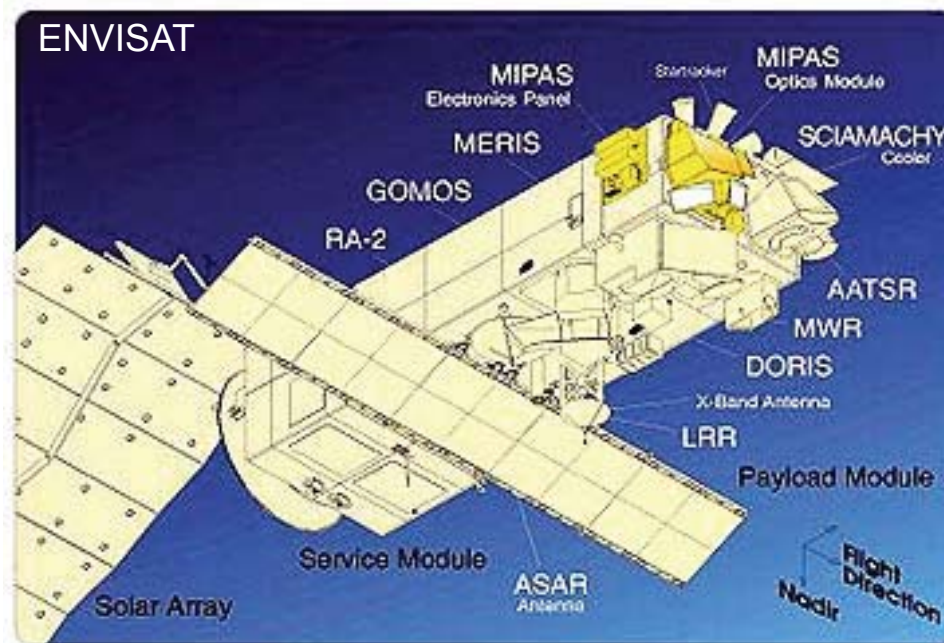 ENVISAT
MIPAS
Electronics Panel
Startracker
MIPAS
Optics Module
MERIS
SCIAMACHY
Cooler
GOMOS
RA-2
AATSR
MWR
DORIS
X-Band Antenna
LRR
Payload Module
Service Module
ASAR
Antenna
Solar Array
Flight
Direction
Nadir